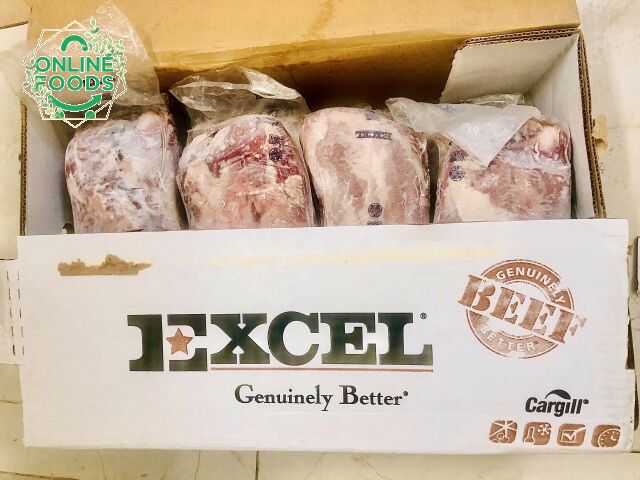 ONLINE
FOODS
EXCEL
EXCEL®
Genuinely Better®
GENUINELY
BEEF
BETTER
Cargill®